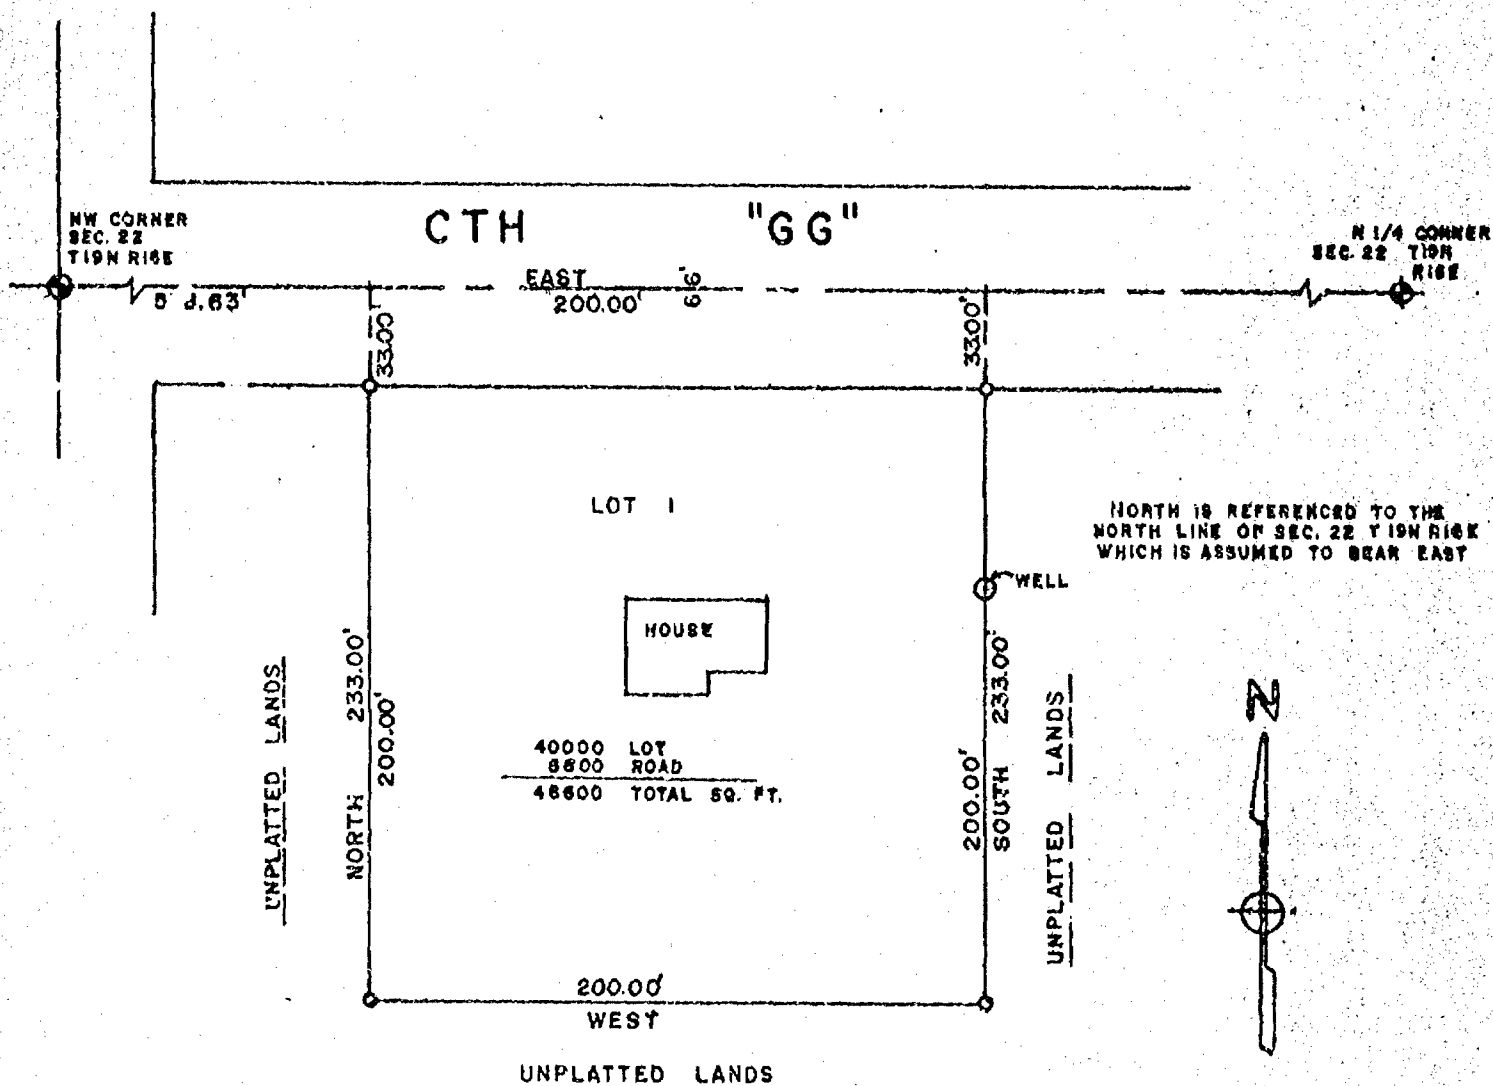 CTH "GG"
NW CORNER
SEC. 22
T19N R16E
N 1/4 CORNER
SEC. 22 T19N
R16E
EAST
200.00'
66'
33.00'
33.00'
LOT 1
NORTH IS REFERENCED TO THE
NORTH LINE OF SEC. 22 T19N R16E
WHICH IS ASSUMED TO BEAR EAST
WELL
HOUSE
UNPLATTED LANDS
NORTH 233.00'
200.00'
40000 LOT
6600 ROAD
46600 TOTAL SQ. FT.
200.00'
SOUTH 233.00'
UNPLATTED LANDS
N
200.00'
WEST
UNPLATTED LANDS